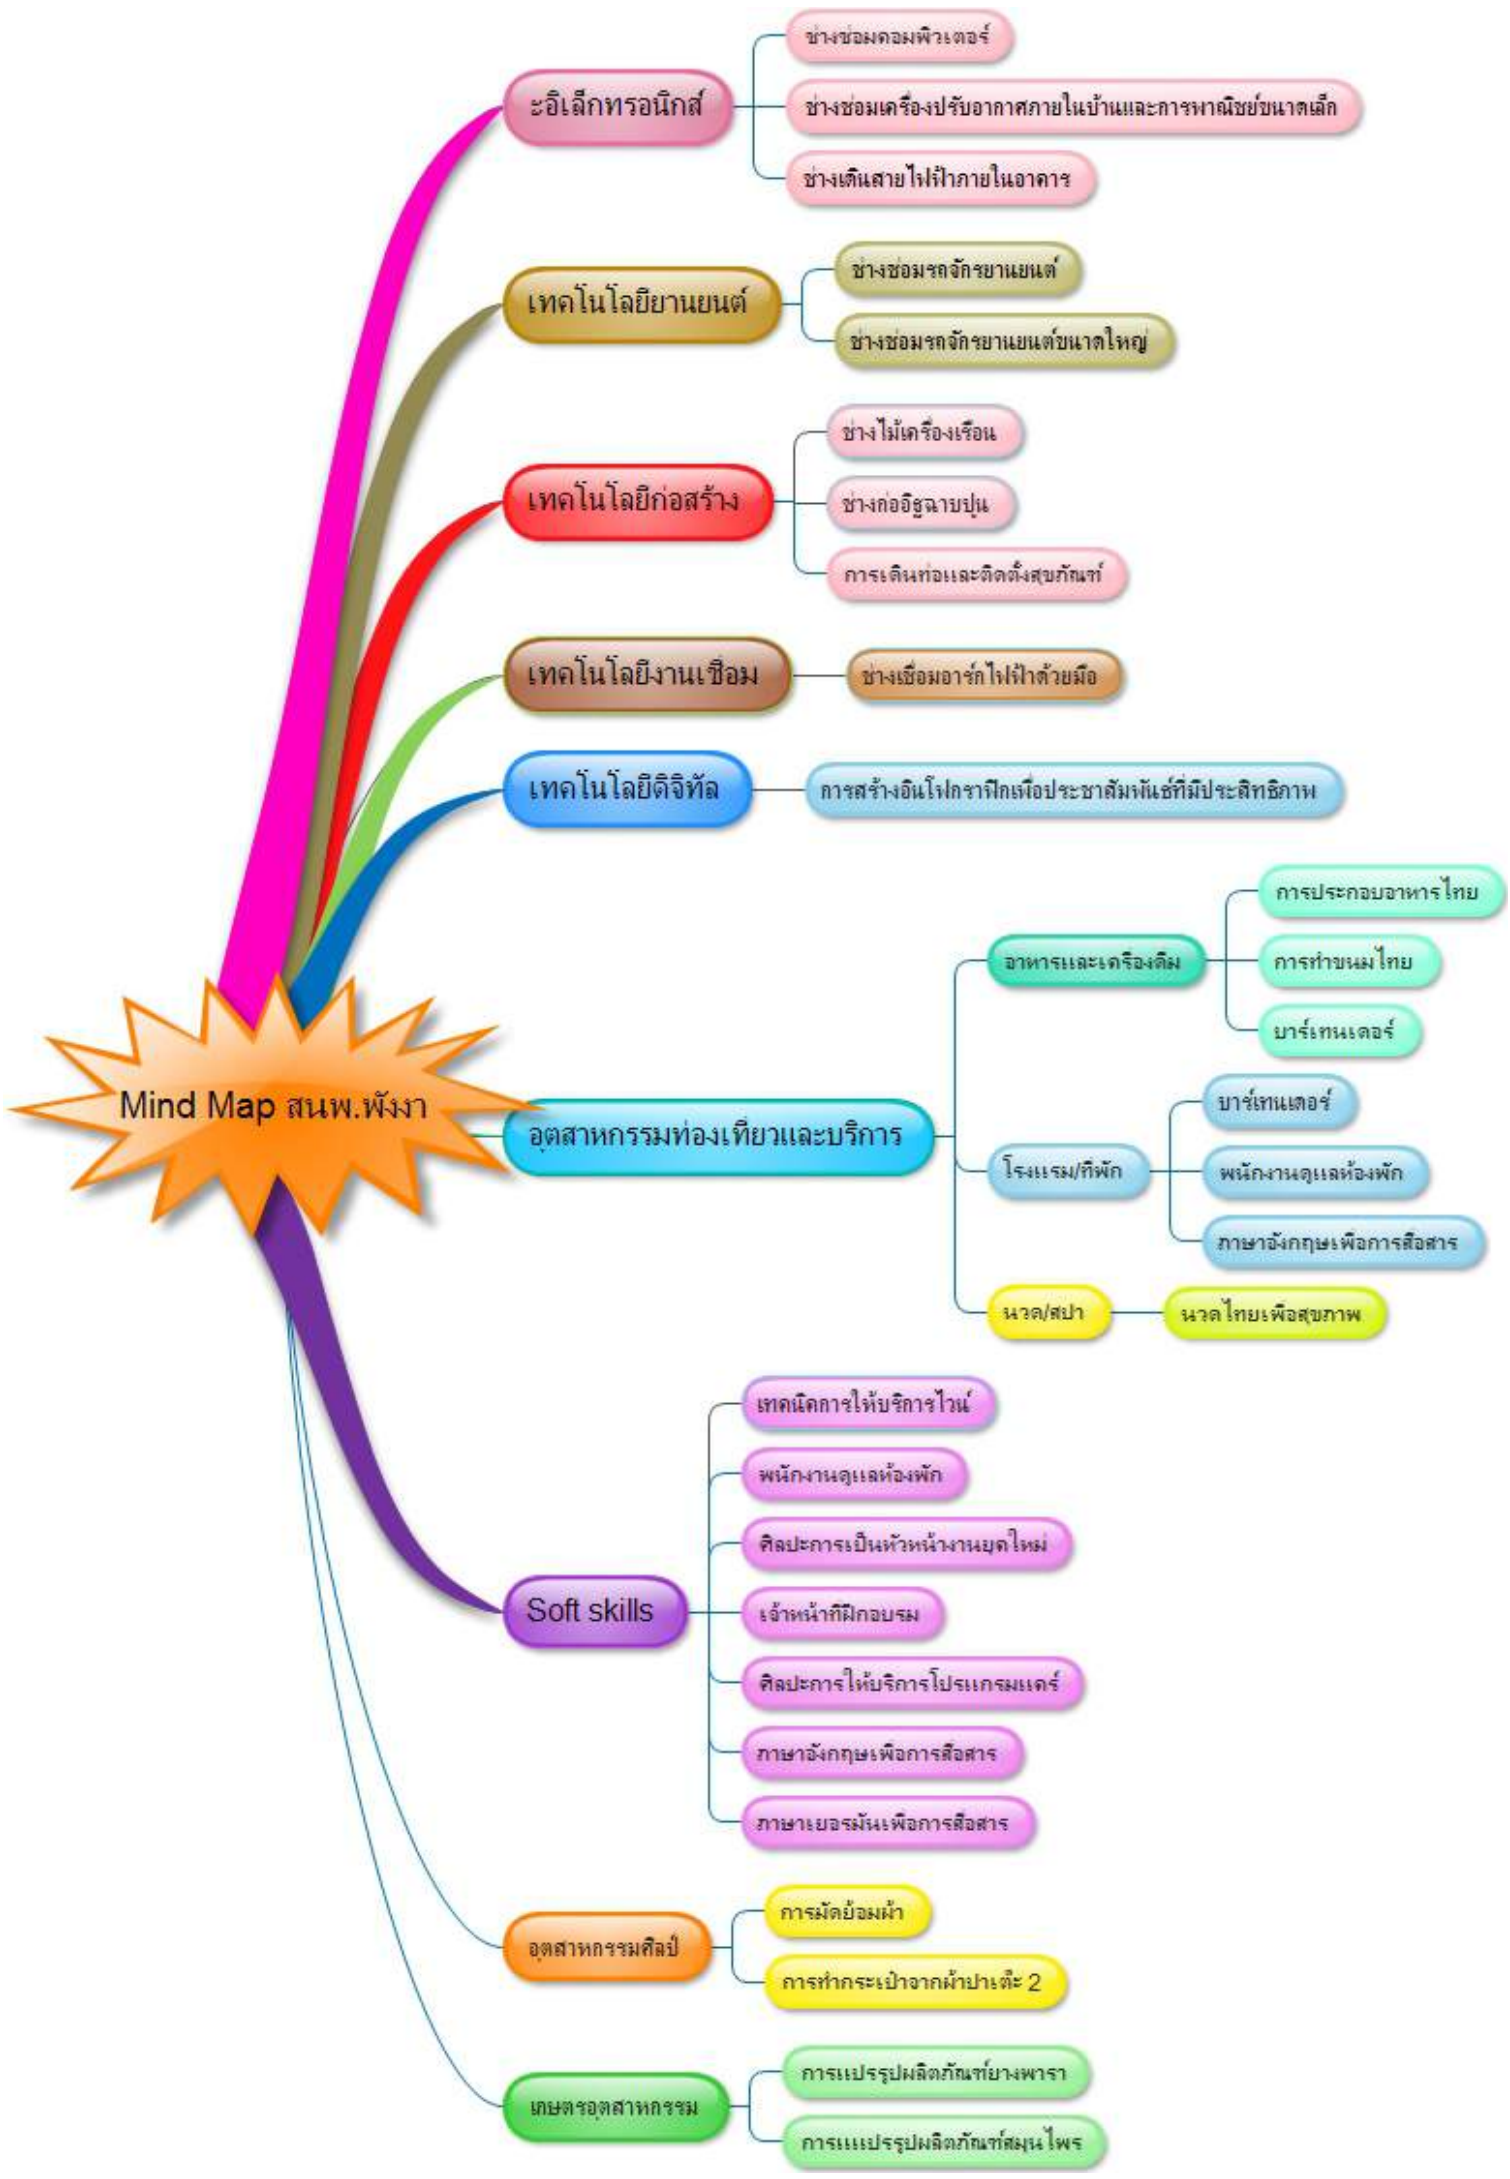 ช่างซ่อมคอมพิวเตอร์
ะอิเล็กทรอนิกส์
ช่างซ่อมเครื่องปรับอากาศภายในบ้านและการพาณิชย์ขนาดเล็ก
ช่างเดินสายไฟฟ้าภายในอาคาร
เทคโนโลยียานยนต์
ช่างซ่อมรถจักรยานยนต์
ช่างซ่อมรถจักรยานยนต์ขนาดใหญ่
เทคโนโลยีก่อสร้าง
ช่างไม้เครื่องเรือน
ช่างก่ออิฐฉาบปูน
การเดินท่อและติดตั้งสุขภัณฑ์
เทคโนโลยีงานเชื่อม
ช่างเชื่อมอาร์กไฟฟ้าด้วยมือ
เทคโนโลยีดิจิทัล
การสร้างอินโฟกราฟิกเพื่อประชาสัมพันธ์ที่มีประสิทธิภาพ
Mind Map สนพ.พังงา
อุตสาหกรรมท่องเที่ยวและบริการ
อาหารและเครื่องดื่ม
การประกอบอาหารไทย
การทำขนมไทย
บาร์เทนเดอร์
โรงแรม/ที่พัก
บาร์เทนเดอร์
พนักงานดูแลห้องพัก
ภาษาอังกฤษเพื่อการสื่อสาร
นวด/สปา
นวดไทยเพื่อสุขภาพ
Soft skills
เทคนิคการให้บริการไวน์
พนักงานดูแลห้องพัก
ศิลปะการเป็นหัวหน้างานยุคใหม่
เจ้าหน้าที่ฝึกอบรม
ศิลปะการให้บริการโปรแกรมแคร์
ภาษาอังกฤษเพื่อการสื่อสาร
ภาษาเยอรมันเพื่อการสื่อสาร
อุตสาหกรรมศิลป์
การมัดย้อมผ้า
การทำกระเป๋าจากผ้าปาเต๊ะ 2
เกษตรอุตสาหกรรม
การแปรรูปผลิตภัณฑ์ยางพารา
การแแปรรูปผลิตภัณฑ์สมุนไพร